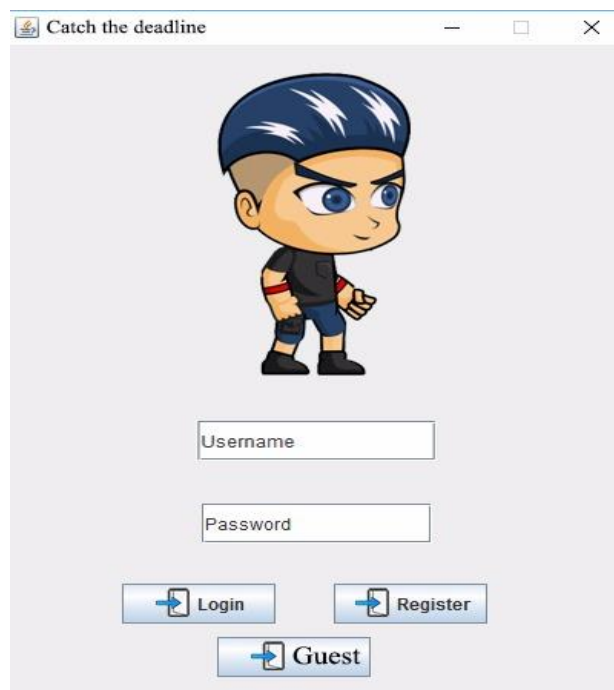 Catch the deadline
Username
Password
Login Register
Guest